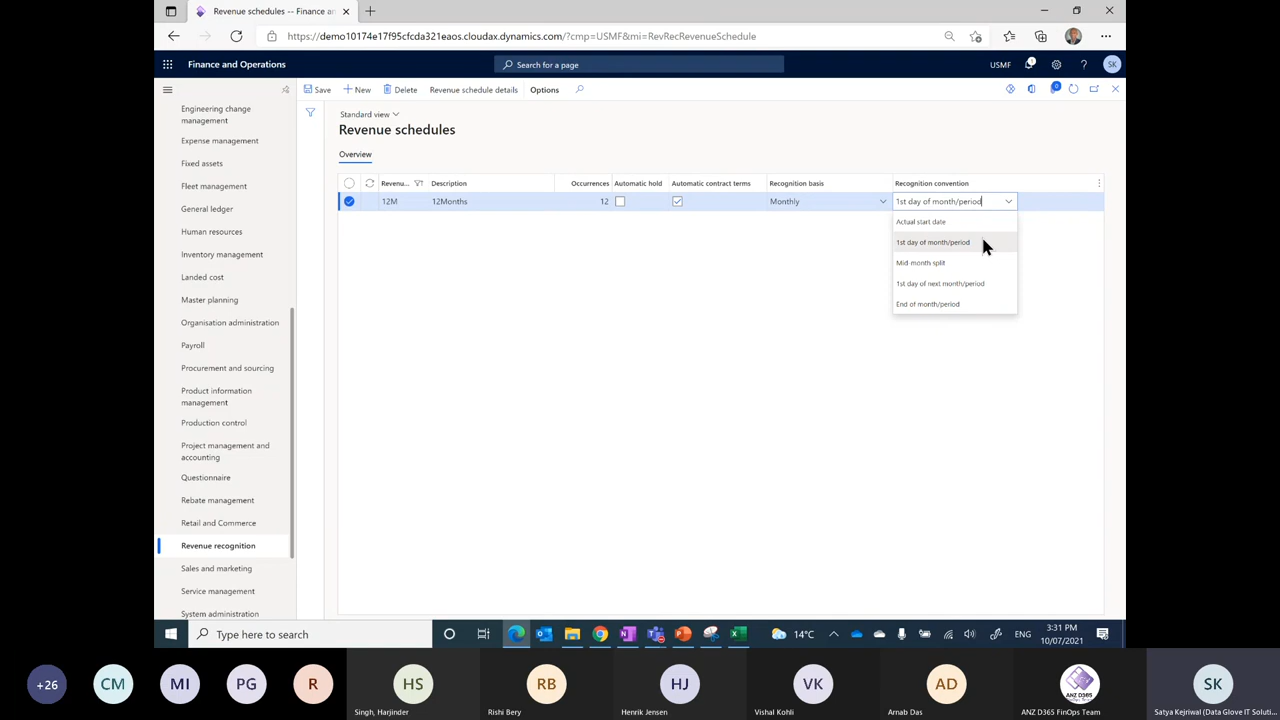 Revenue schedules -- Finance an
https://demo10174e17f95cfcda321eaos.cloudax.dynamics.com/?cmp=USMF&mi=RevRecRevenueSchedule
Finance and Operations
Search for a page
USMF
1
?
SK
Save
New
Delete
Revenue schedule details
Options
0
Engineering change
management
Expense management
Fixed assets
Fleet management
General ledger
Human resources
Inventory management
Landed cost
Master planning
Organisation administration
Payroll
Procurement and sourcing
Product information
management
Production control
Project management and
accounting
Questionnaire
Rebate management
Retail and Commerce
Revenue recognition
Sales and marketing
Service management
System administration
Standard view
Revenue schedules
Overview
Revenu... Description Occurrences Automatic hold Automatic contract terms Recognition basis Recognition convention
12M 12Months 12 Monthly 1st day of month/period
Actual start date
1st day of month/period
Mid month split
1st day of next month/period
End of month/period
Type here to search
14°C
ENG
3:31 PM
10/07/2021
+26
CM
MI
PG
R
HS
Singh, Harjinder
RB
Rishi Bery
HJ
Henrik Jensen
VK
Vishal Kohli
AD
Arnab Das
ANZ D365
ANZ D365 FinOps Team
SK
Satya Kejriwal (Data Glove IT Soluti...